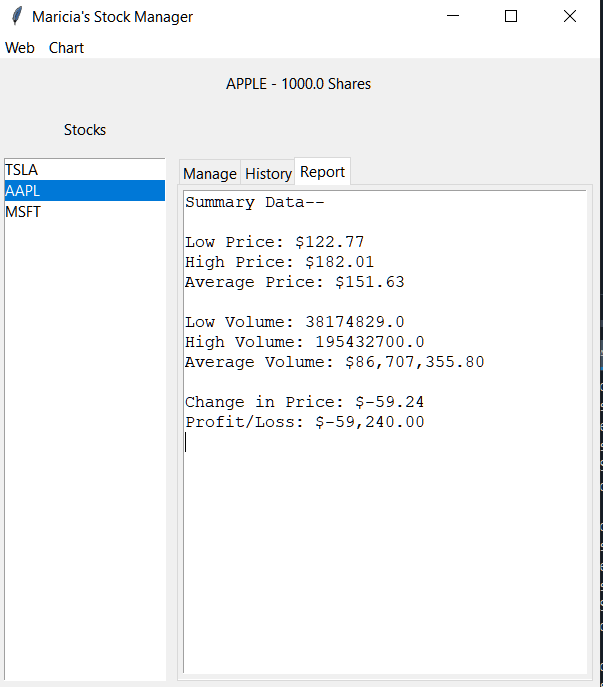 Maricia's Stock Manager
Web Chart
APPLE - 1000.0 Shares
Stocks
TSLA
AAPL
MSFT
Manage History Report
Summary Data--
Low Price: $122.77
High Price: $182.01
Average Price: $151.63
Low Volume: 38174829.0
High Volume: 195432700.0
Average Volume: $86,707,355.80
Change in Price: $-59.24
Profit/Loss: $-59,240.00